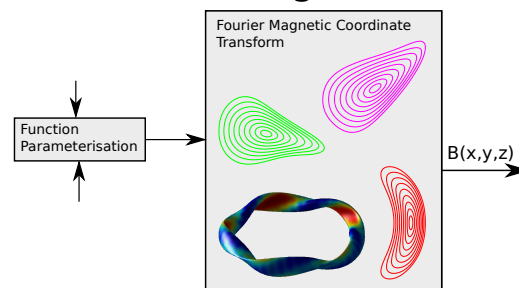 Fourier Magnetic Coordinate
Transform
Function
Parameterisation
B(x,y,z)